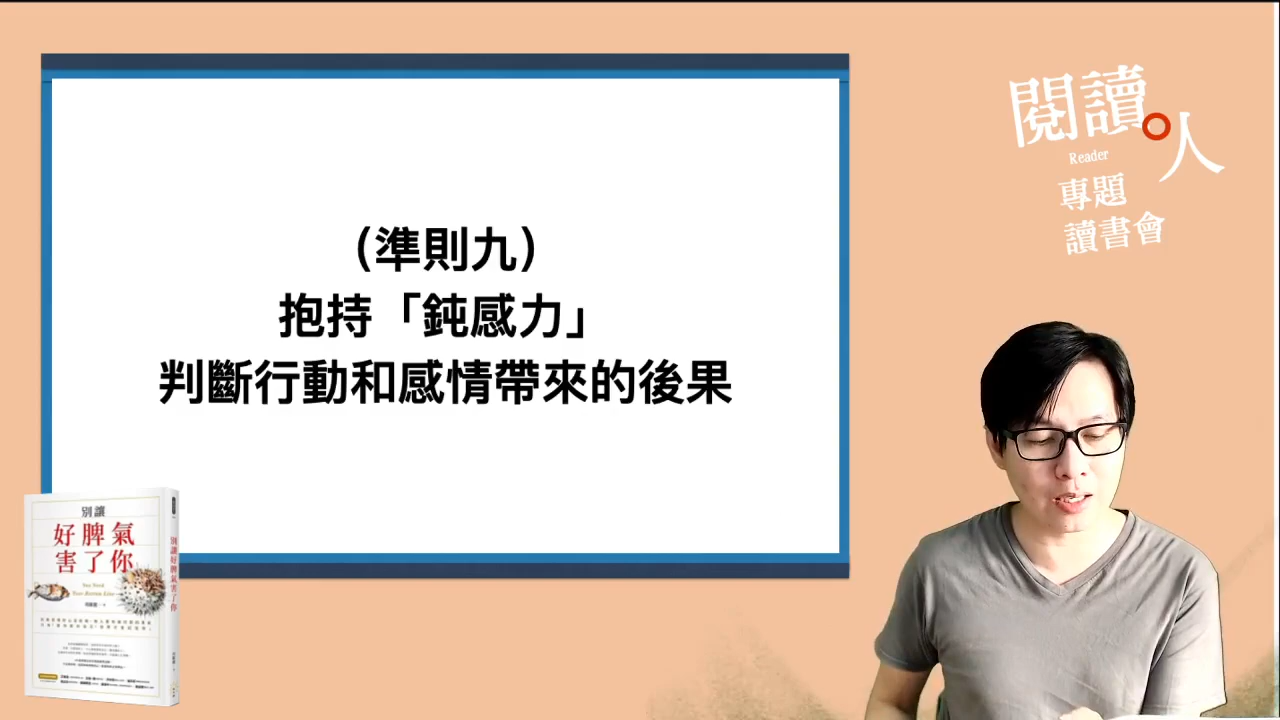 （準則九）
抱持「鈍感力」
判斷行動和感情帶來的後果
閱讀。人
Reader
專題
讀書會
別讓
好脾氣
害了你
別讓好脾氣害了你